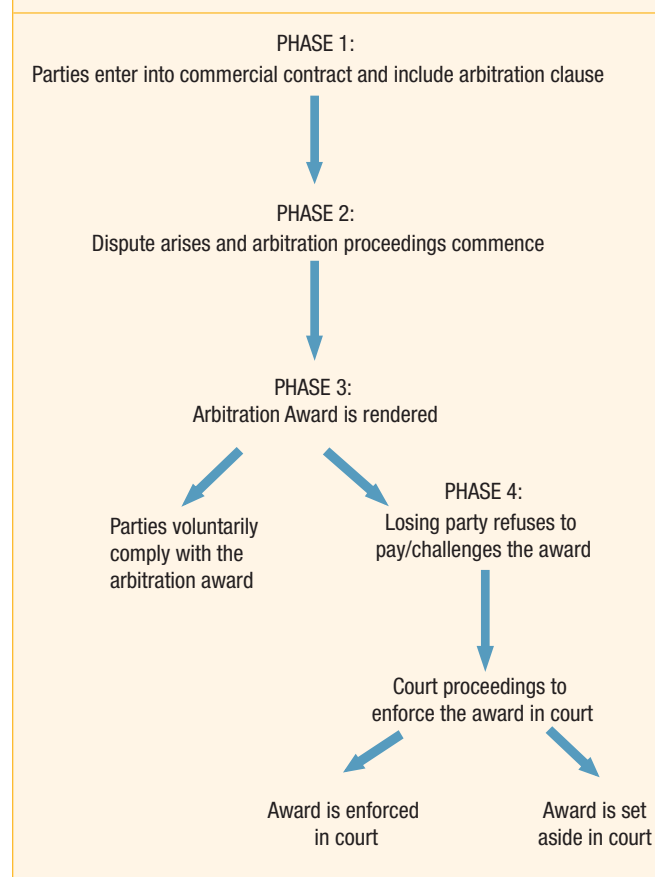 PHASE 1:
Parties enter into commercial contract and include arbitration clause
PHASE 2:
Dispute arises and arbitration proceedings commence
PHASE 3:
Arbitration Award is rendered
Parties voluntarily
comply with the
arbitration award
PHASE 4:
Losing party refuses to
pay/challenges the award
Court proceedings to
enforce the award in court
Award is enforced
in court
Award is set
aside in court